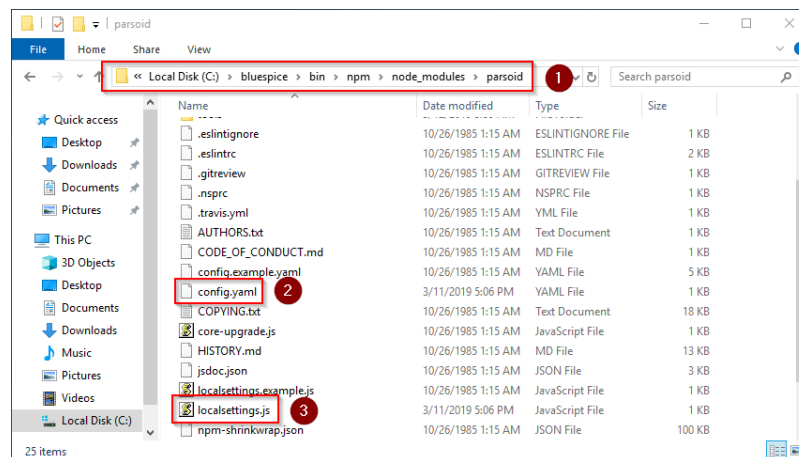 parsoid
File Home Share View
« Local Disk (C:) › bluespice › bin › npm › node_modules › parsoid 1 Search parsoid
Name Date modified Type Size
Quick access
.eslintignore 10/26/1985 1:15 AM ESLINTIGNORE File 1 KB
Desktop .eslintrc 10/26/1985 1:15 AM ESLINTRC File 2 KB
Downloads .gitreview 10/26/1985 1:15 AM GITREVIEW File 1 KB
Documents .nsprc 10/26/1985 1:15 AM NSPRC File 1 KB
Pictures .travis.yml 10/26/1985 1:15 AM YML File 1 KB
AUTHORS.txt 10/26/1985 1:15 AM Text Document 1 KB
This PC CODE_OF_CONDUCT.md 10/26/1985 1:15 AM MD File 1 KB
3D Objects config.example.yaml 10/26/1985 1:15 AM YAML File 5 KB
Desktop config.yaml 2 3/11/2019 5:06 PM YAML File 1 KB
Documents COPYING.txt 10/26/1985 1:15 AM Text Document 18 KB
Downloads core-upgrade.js 10/26/1985 1:15 AM JavaScript File 1 KB
Music HISTORY.md 10/26/1985 1:15 AM MD File 13 KB
Pictures jsdoc.json 10/26/1985 1:15 AM JSON File 3 KB
Videos localsettings.example.js 10/26/1985 1:15 AM JavaScript File 1 KB
Local Disk (C:) localsettings.js 3 3/11/2019 5:06 PM JavaScript File 1 KB
npm-shrinkwrap.json 10/26/1985 1:15 AM JSON File 100 KB
25 items